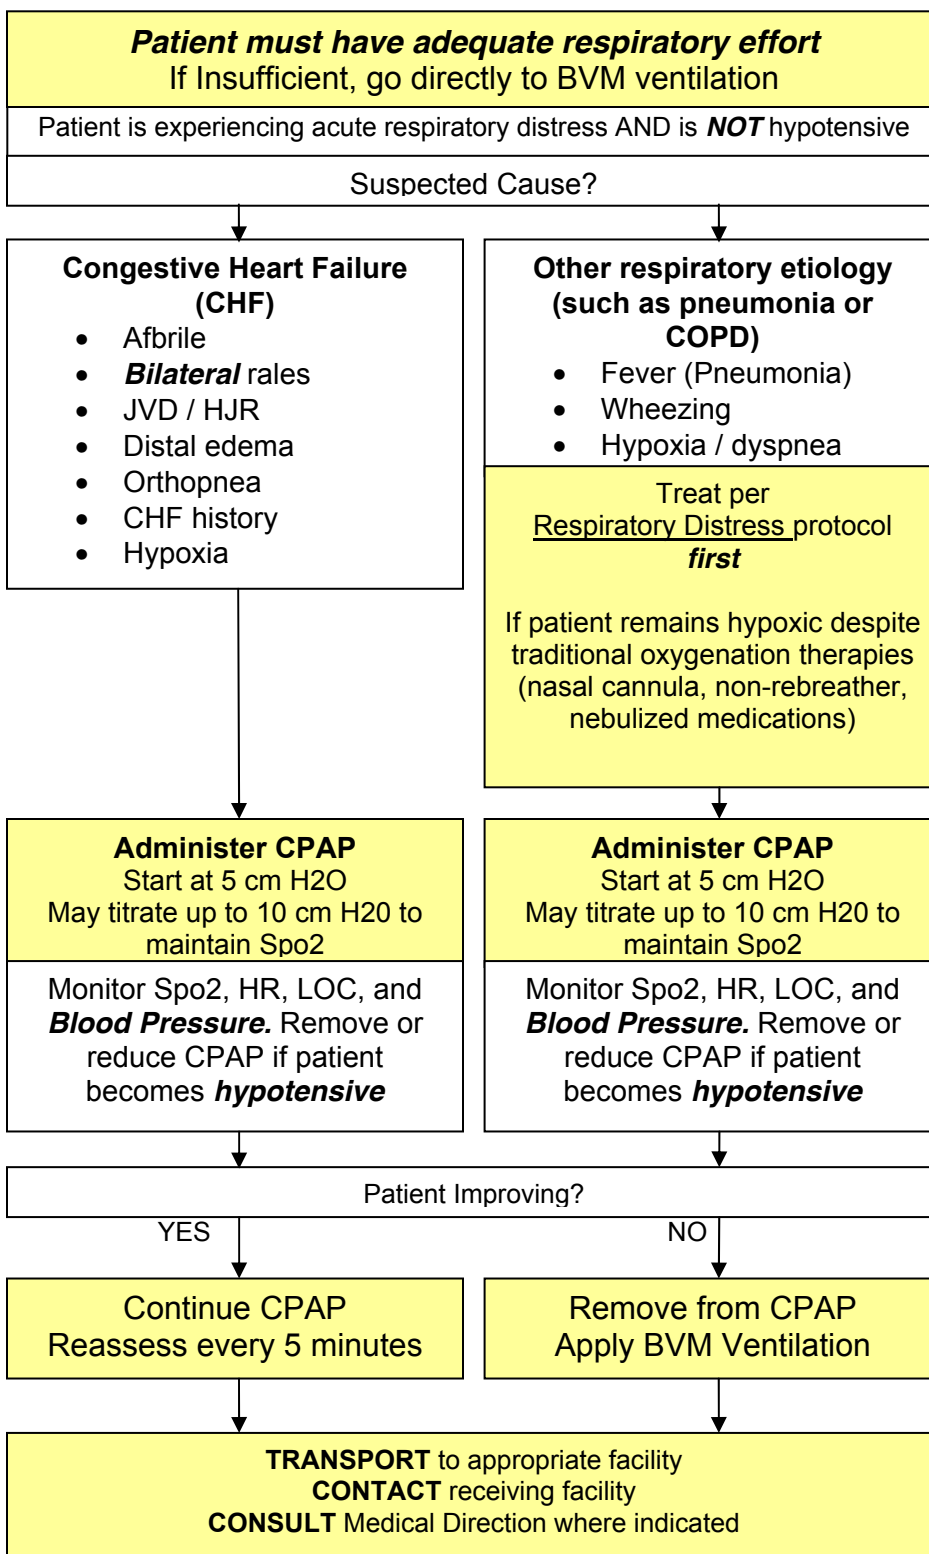 Patient must have adequate respiratory effort
If Insufficient, go directly to BVM ventilation
Patient is experiencing acute respiratory distress AND is NOT hypotensive
Suspected Cause?
Congestive Heart Failure
(CHF)
• Afbrile
• Bilateral rales
• JVD / HJR
• Distal edema
• Orthopnea
• CHF history
• Hypoxia
Other respiratory etiology
(such as pneumonia or
COPD)
• Fever (Pneumonia)
• Wheezing
• Hypoxia / dyspnea
Treat per
Respiratory Distress protocol
first
If patient remains hypoxic despite
traditional oxygenation therapies
(nasal cannula, non-rebreather,
nebulized medications)
Administer CPAP
Start at 5 cm H2O
May titrate up to 10 cm H20 to
maintain Spo2
Monitor Spo2, HR, LOC, and
Blood Pressure. Remove or
reduce CPAP if patient
becomes hypotensive
Administer CPAP
Start at 5 cm H2O
May titrate up to 10 cm H20 to
maintain Spo2
Monitor Spo2, HR, LOC, and
Blood Pressure. Remove or
reduce CPAP if patient
becomes hypotensive
Patient Improving?
YES
NO
Continue CPAP
Reassess every 5 minutes
Remove from CPAP
Apply BVM Ventilation
TRANSPORT to appropriate facility
CONTACT receiving facility
CONSULT Medical Direction where indicated